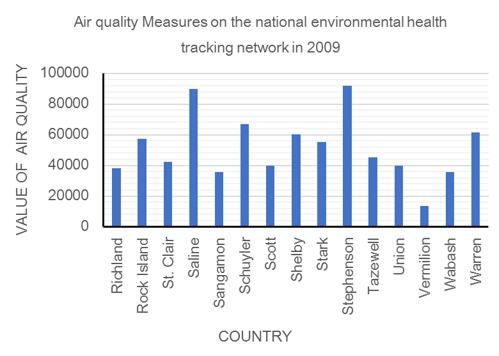 Air quality Measures on the national environmental health
tracking network in 2009
VALUE OF AIR QUALITY
100000
80000
60000
40000
20000
0
Richland
Rock Island
St. Clair
Saline
Sangamon
Schuyler
Scott
Shelby
Stark
Stephenson
Tazewell
Union
Vermilion
Wabash
Warren
COUNTRY